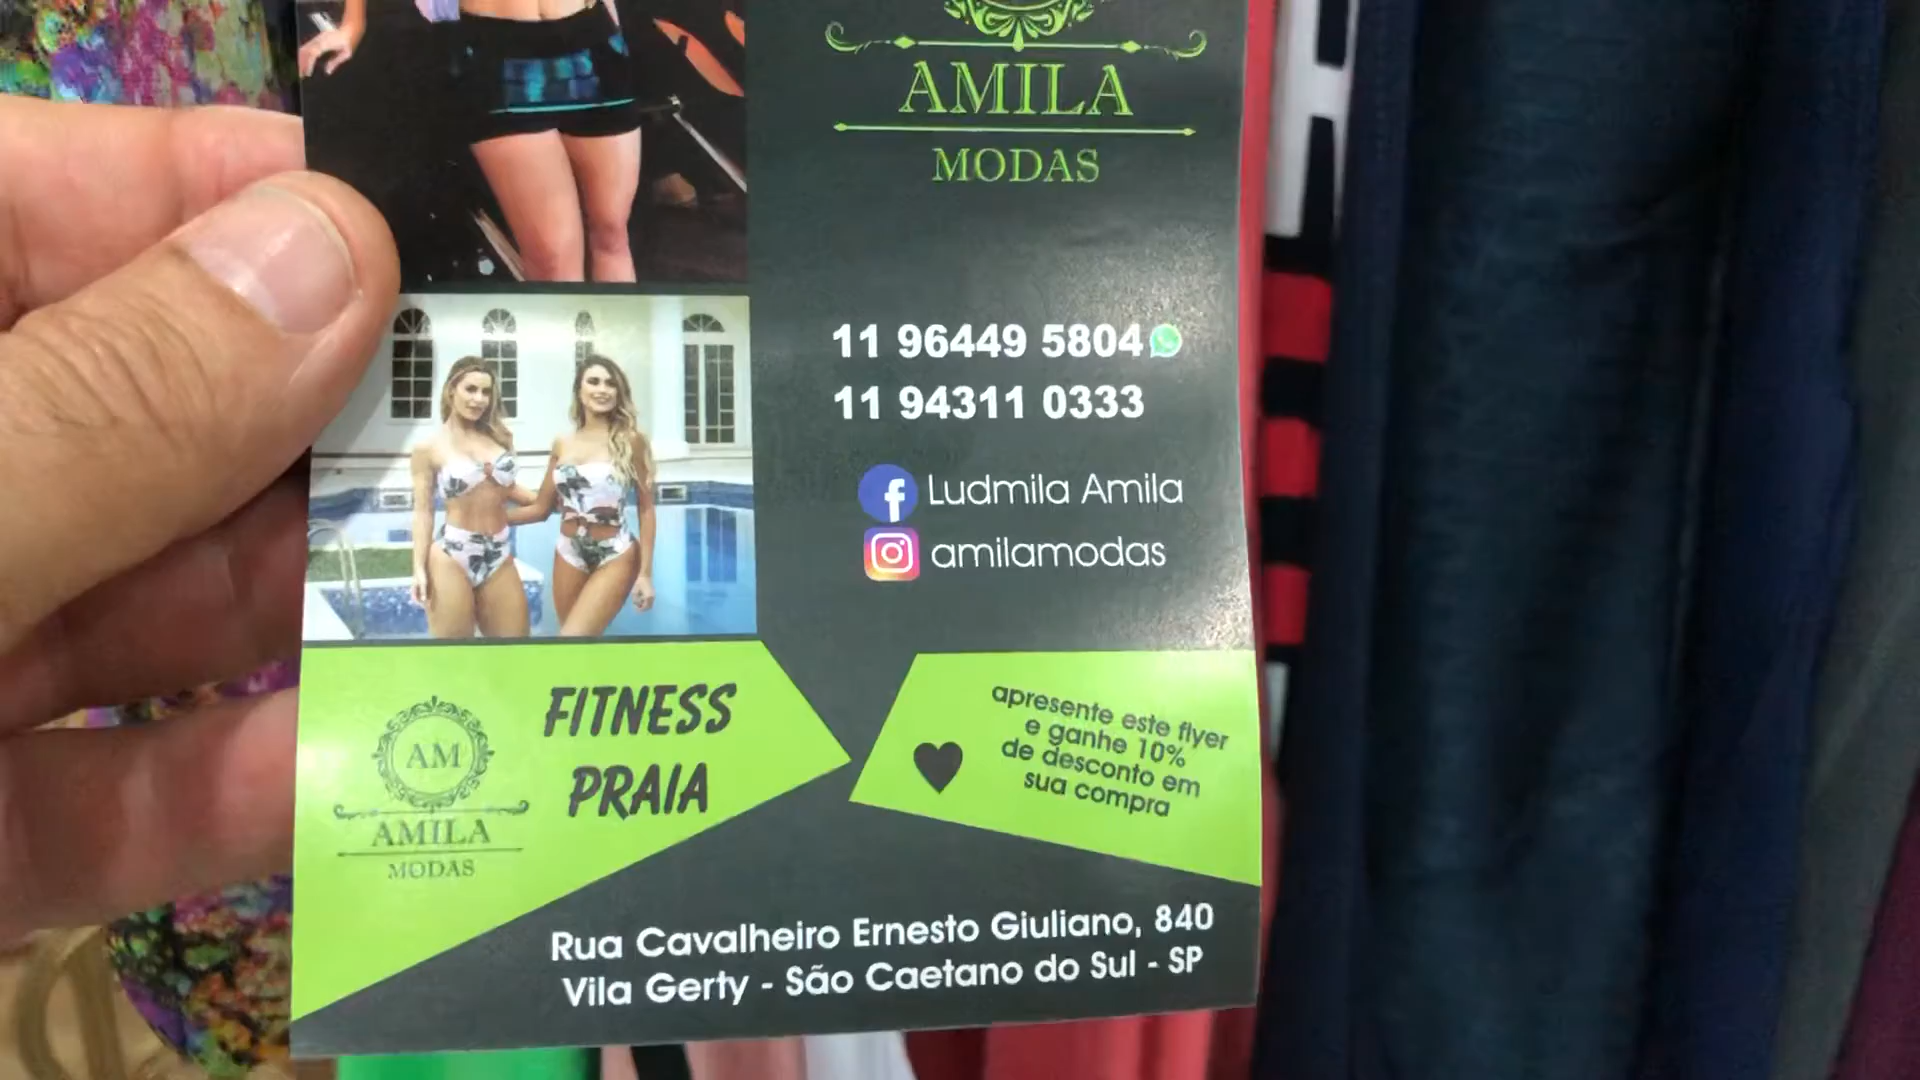 AMILA
MODAS
11 96449 5804
11 94311 0333
Ludmila Amila
amilamodas
FITNESS
PRAIA
AM
AMILA
MODAS
apresente este flyer
e ganhe 10%
de desconto em
sua compra
Rua Cavalheiro Ernesto Giuliano, 840
Vila Gerty - São Caetano do Sul - SP